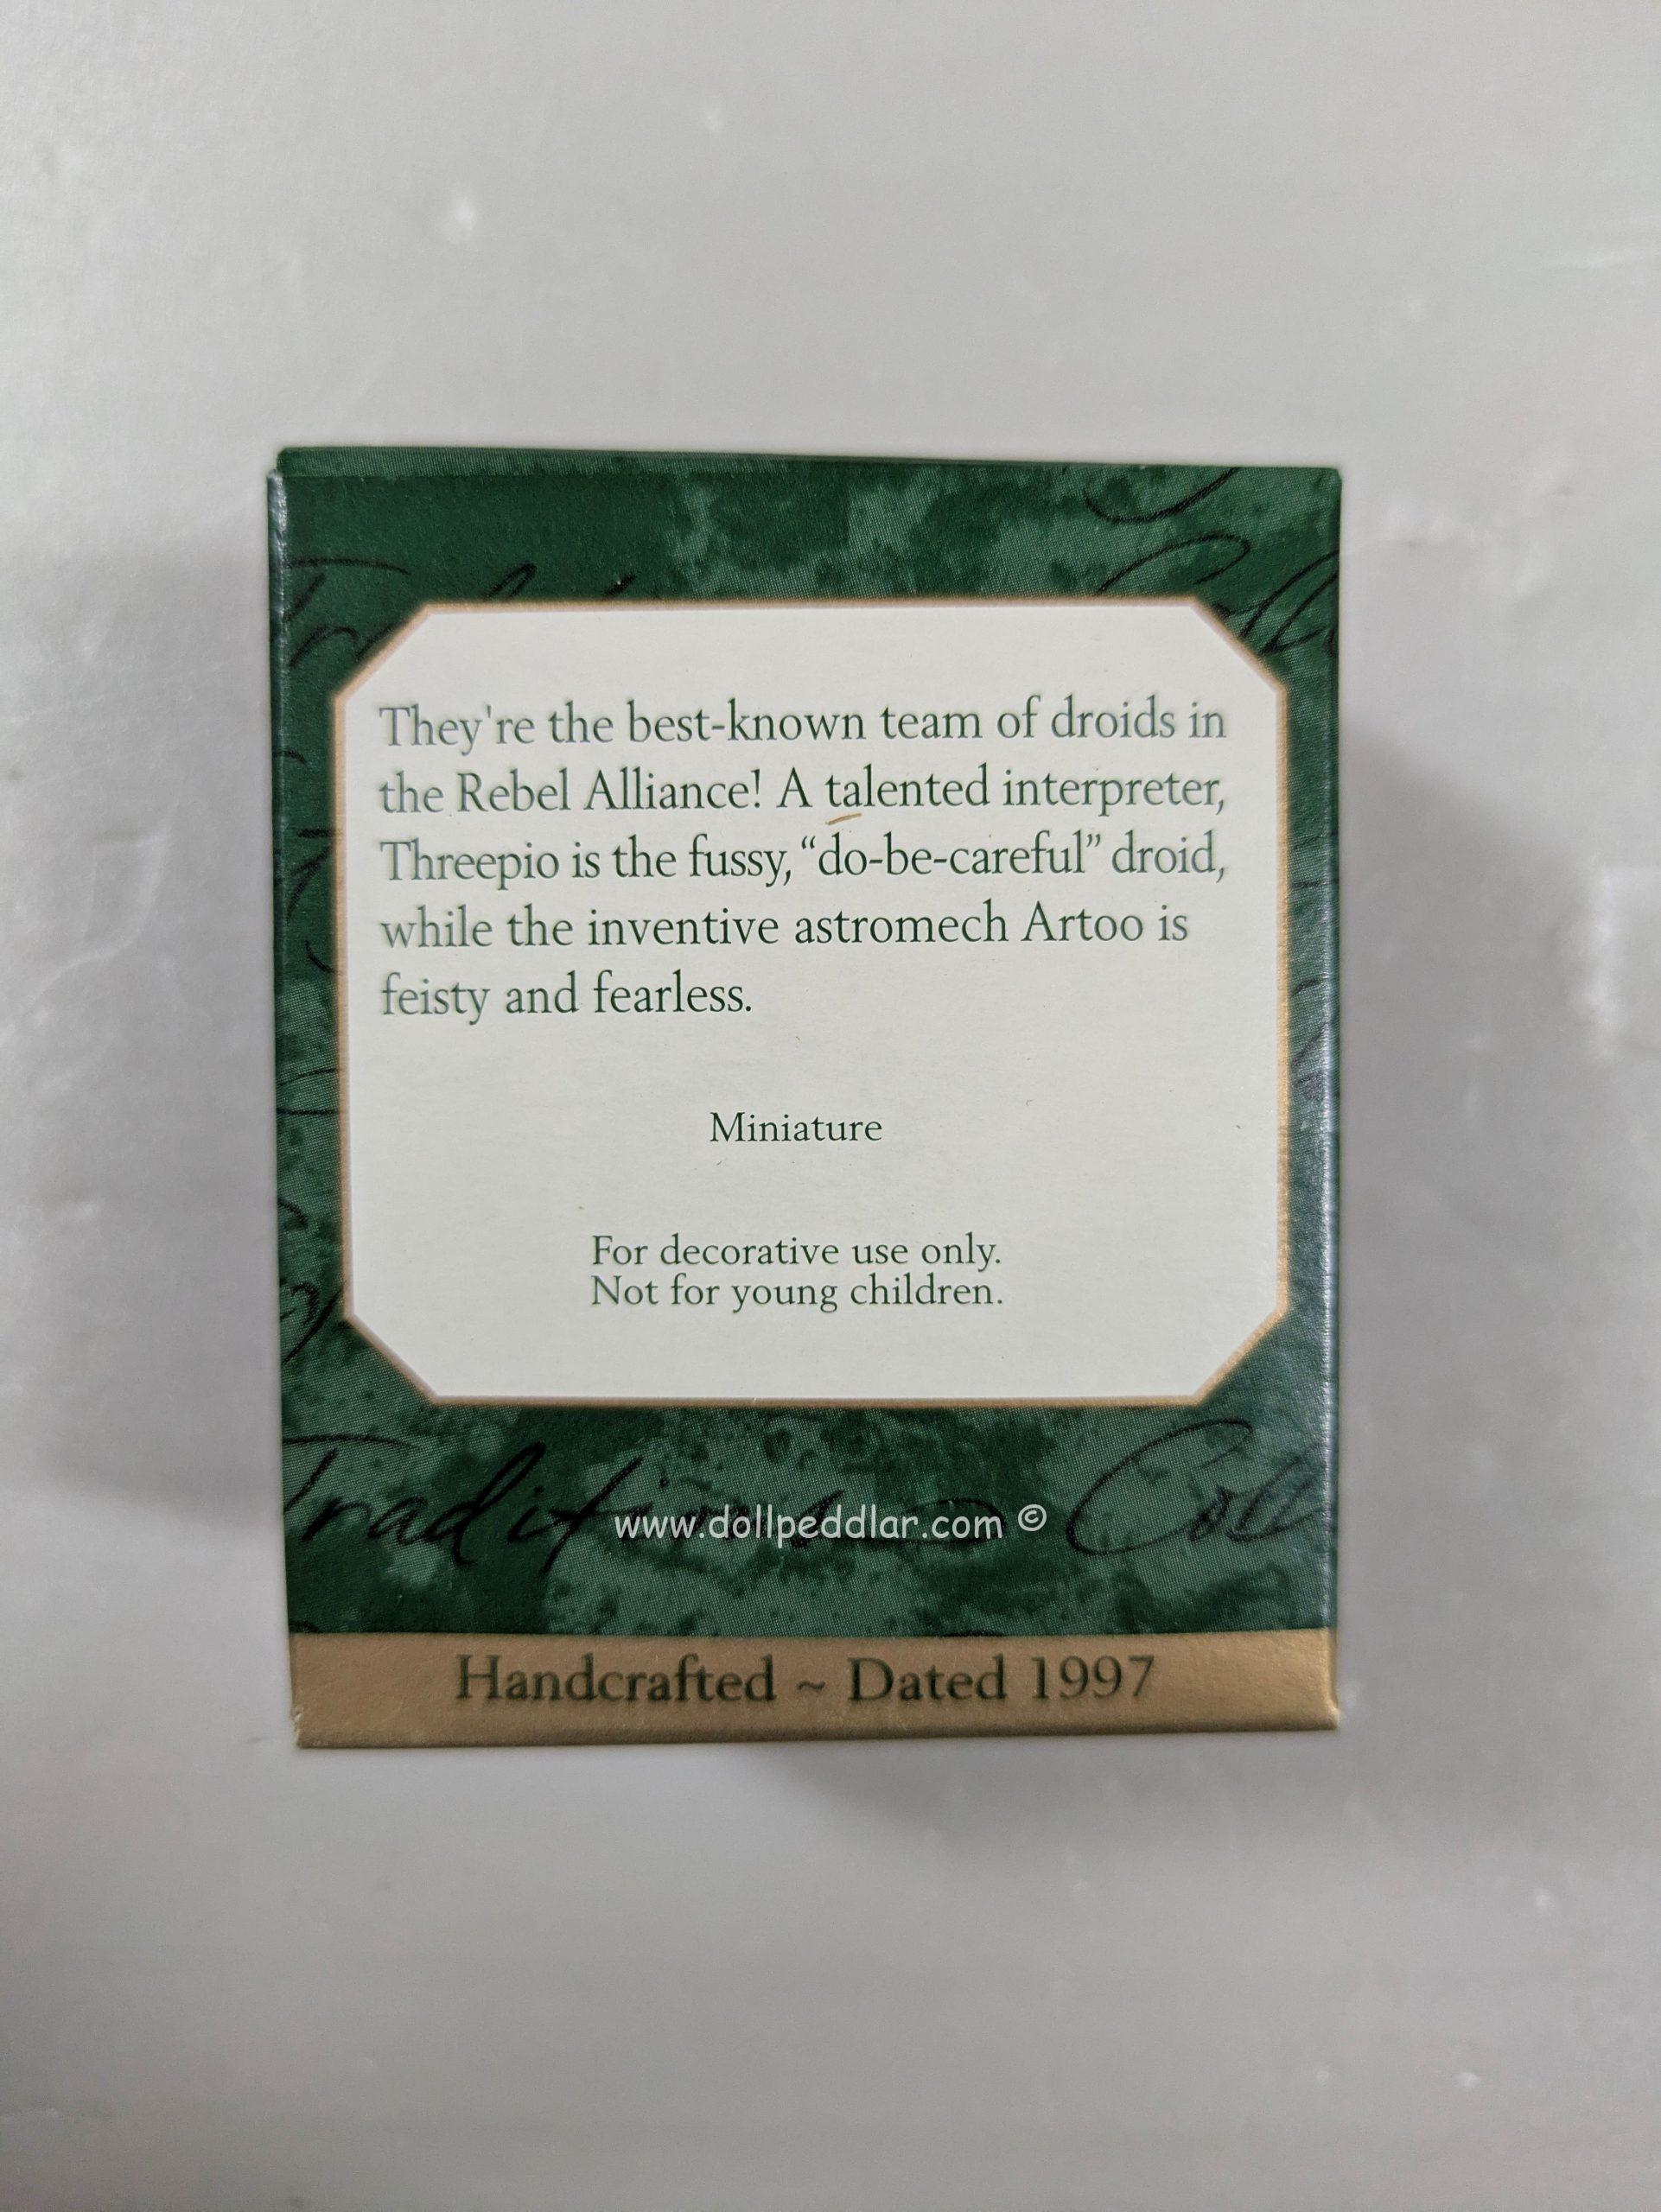 They're the best-known team of droids in
the Rebel Alliance! A talented interpreter,
Threepio is the fussy, “do-be-careful” droid,
while the inventive astromech Artoo is
feisty and fearless.
Miniature
For decorative use only.
Not for young children.
Traditions Coll
www.dollpeddlar.com ©
Handcrafted ~ Dated 1997